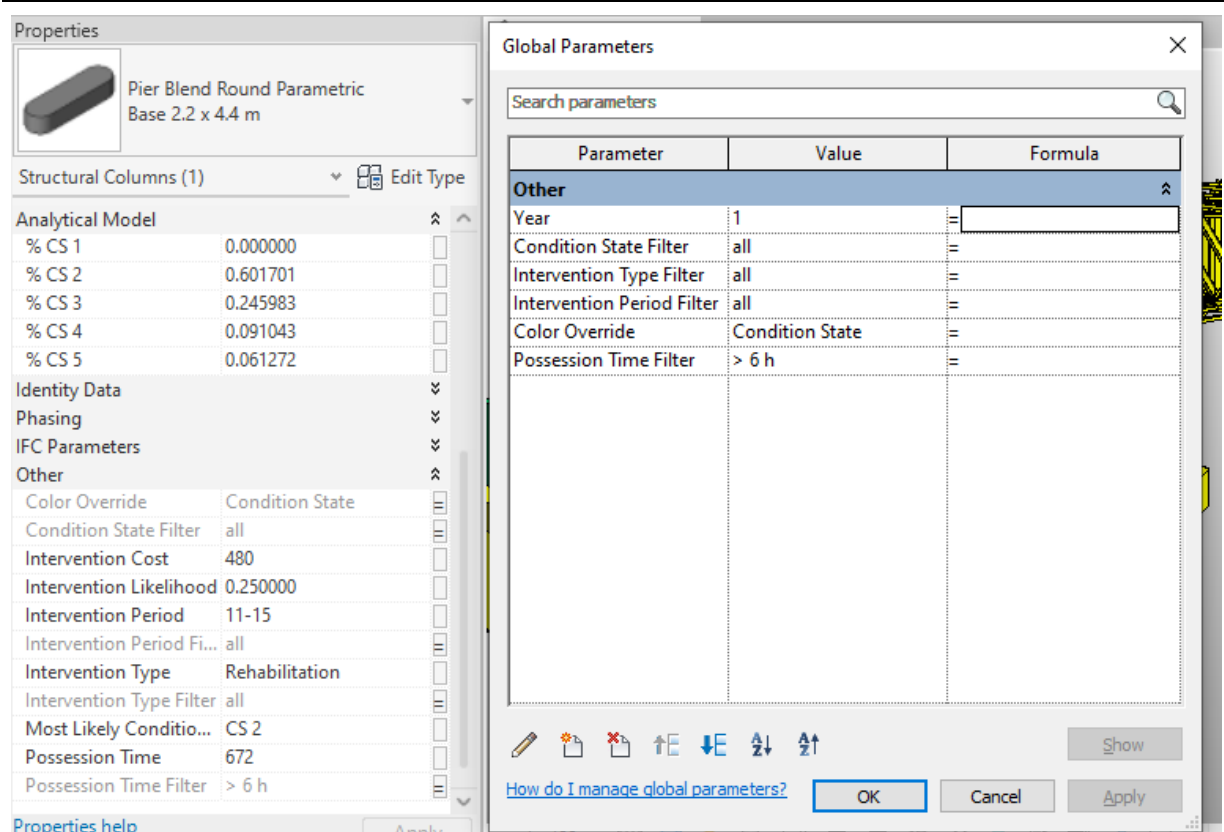 Properties
Pier Blend Round Parametric
Base 2.2 x 4.4 m
Structural Columns (1)
Edit Type
Analytical Model
% CS 1 0.000000
% CS 2 0.601701
% CS 3 0.245983
% CS 4 0.091043
% CS 5 0.061272
Identity Data
Phasing
IFC Parameters
Other
Color Override Condition State =
Condition State Filter all =
Intervention Cost 480
Intervention Likelihood 0.250000
Intervention Period 11-15
Intervention Period Fi... all =
Intervention Type Rehabilitation
Intervention Type Filter all =
Most Likely Conditio... CS 2
Possession Time 672
Possession Time Filter > 6 h =
Properties help
Apply
Global Parameters
Search parameters
Parameter Value Formula
Other
Year 1 =
Condition State Filter all =
Intervention Type Filter all =
Intervention Period Filter all =
Color Override Condition State =
Possession Time Filter > 6 h =
Show
How do I manage global parameters?
OK Cancel Apply